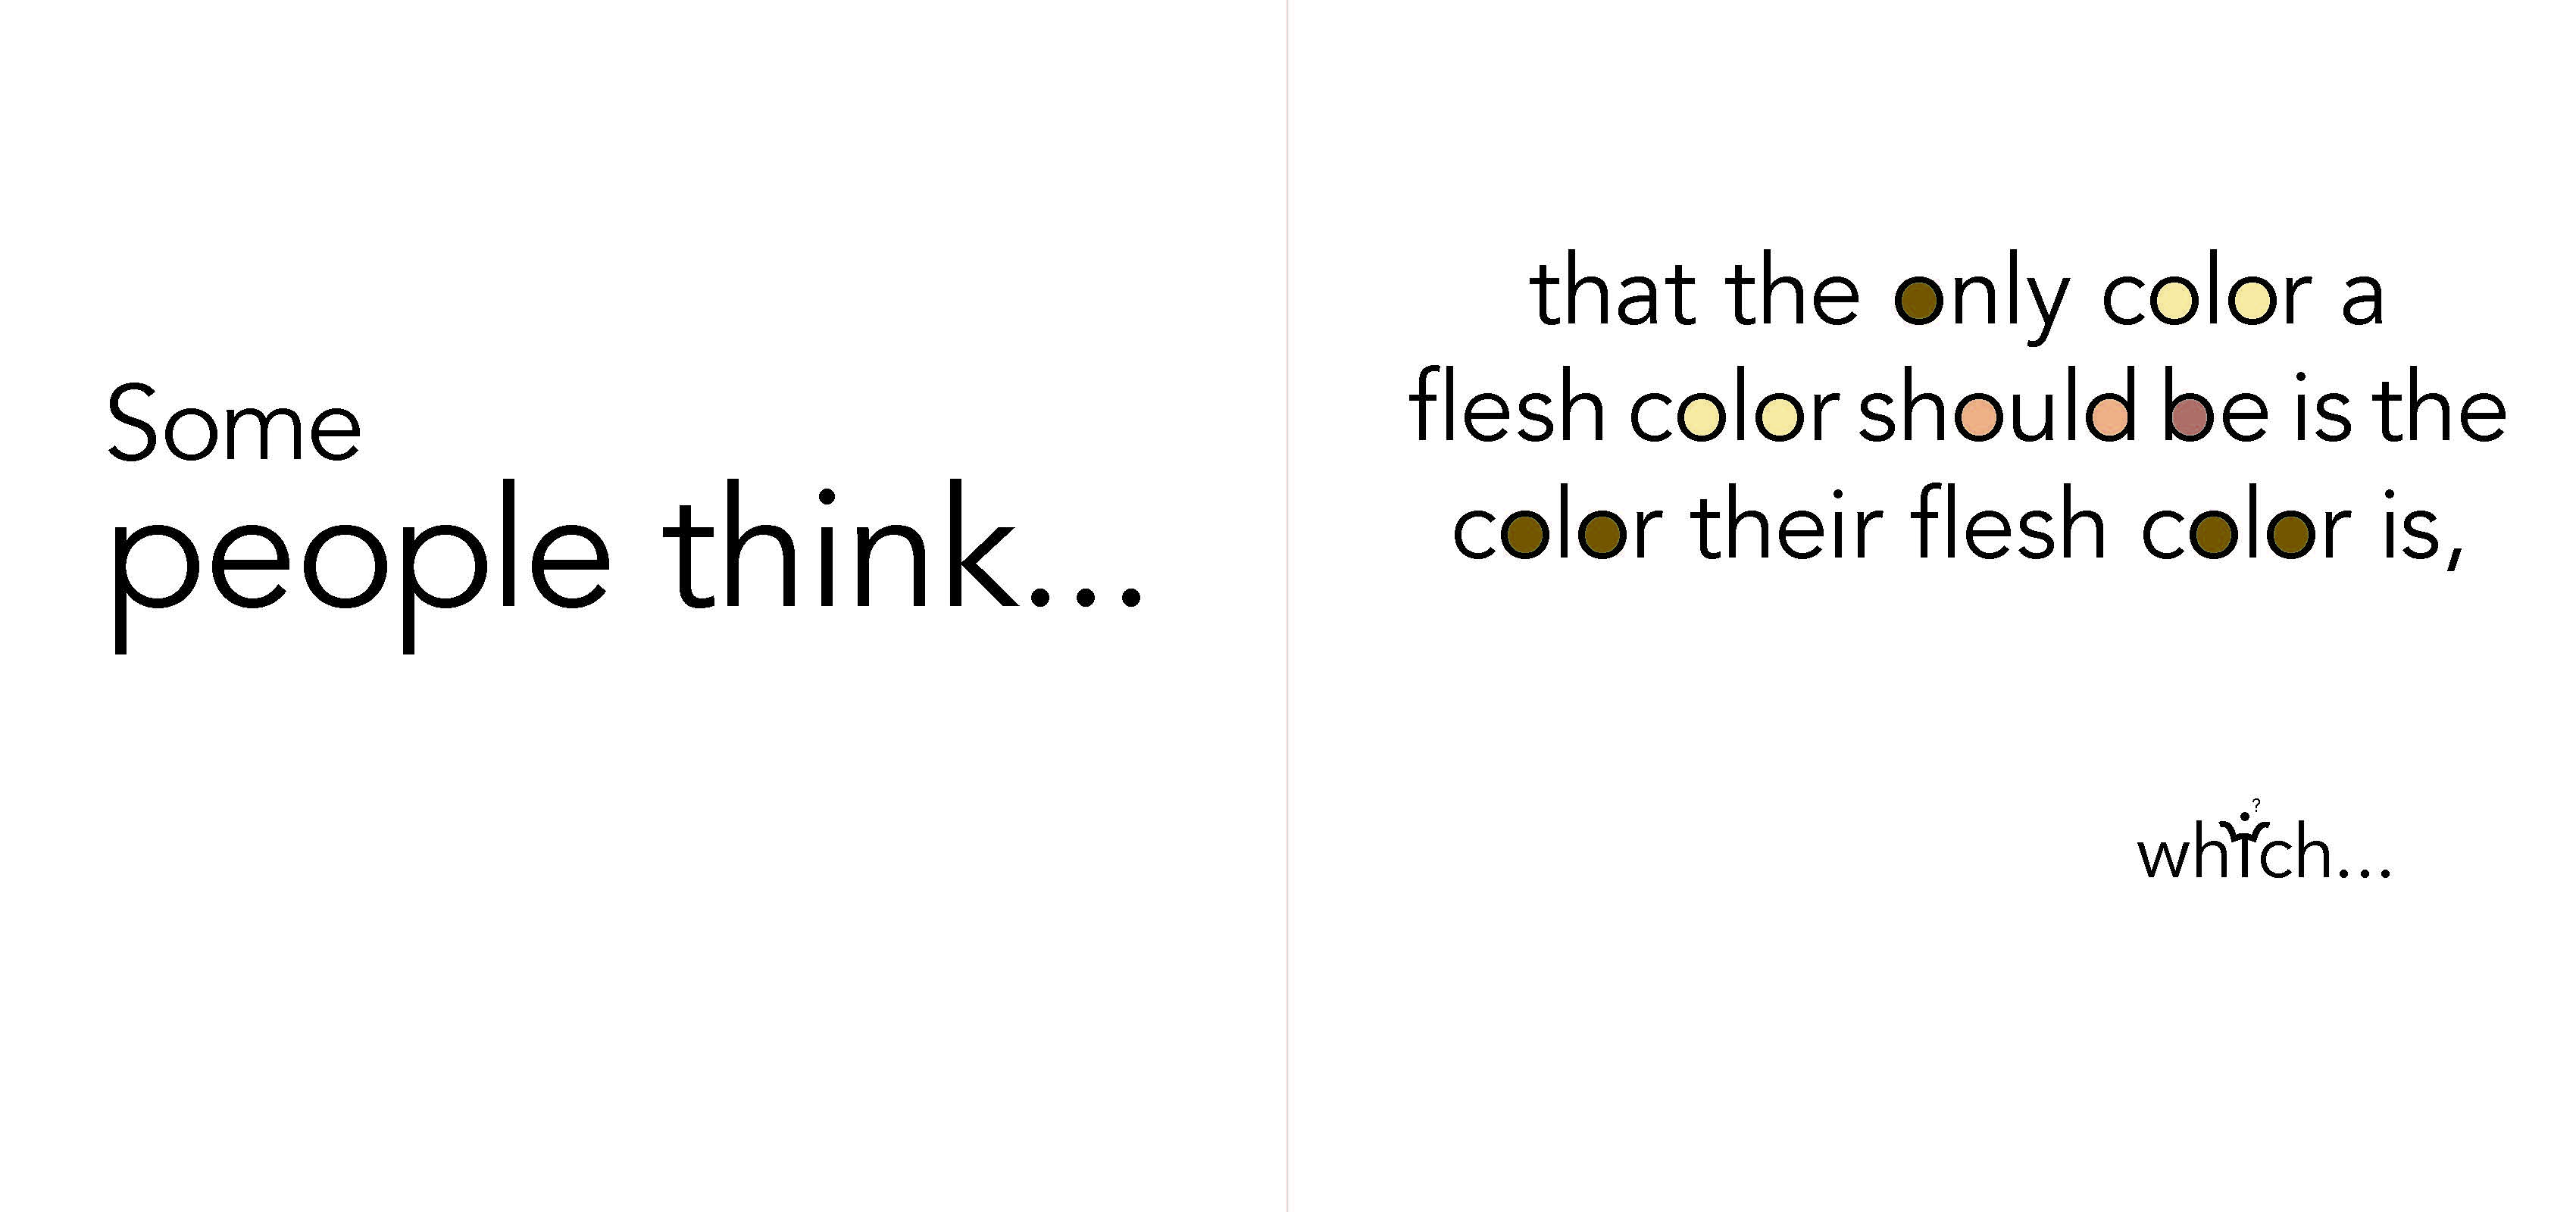 Some
people think...
that the only color a
flesh color should be is the
color their flesh color is,
?
which...